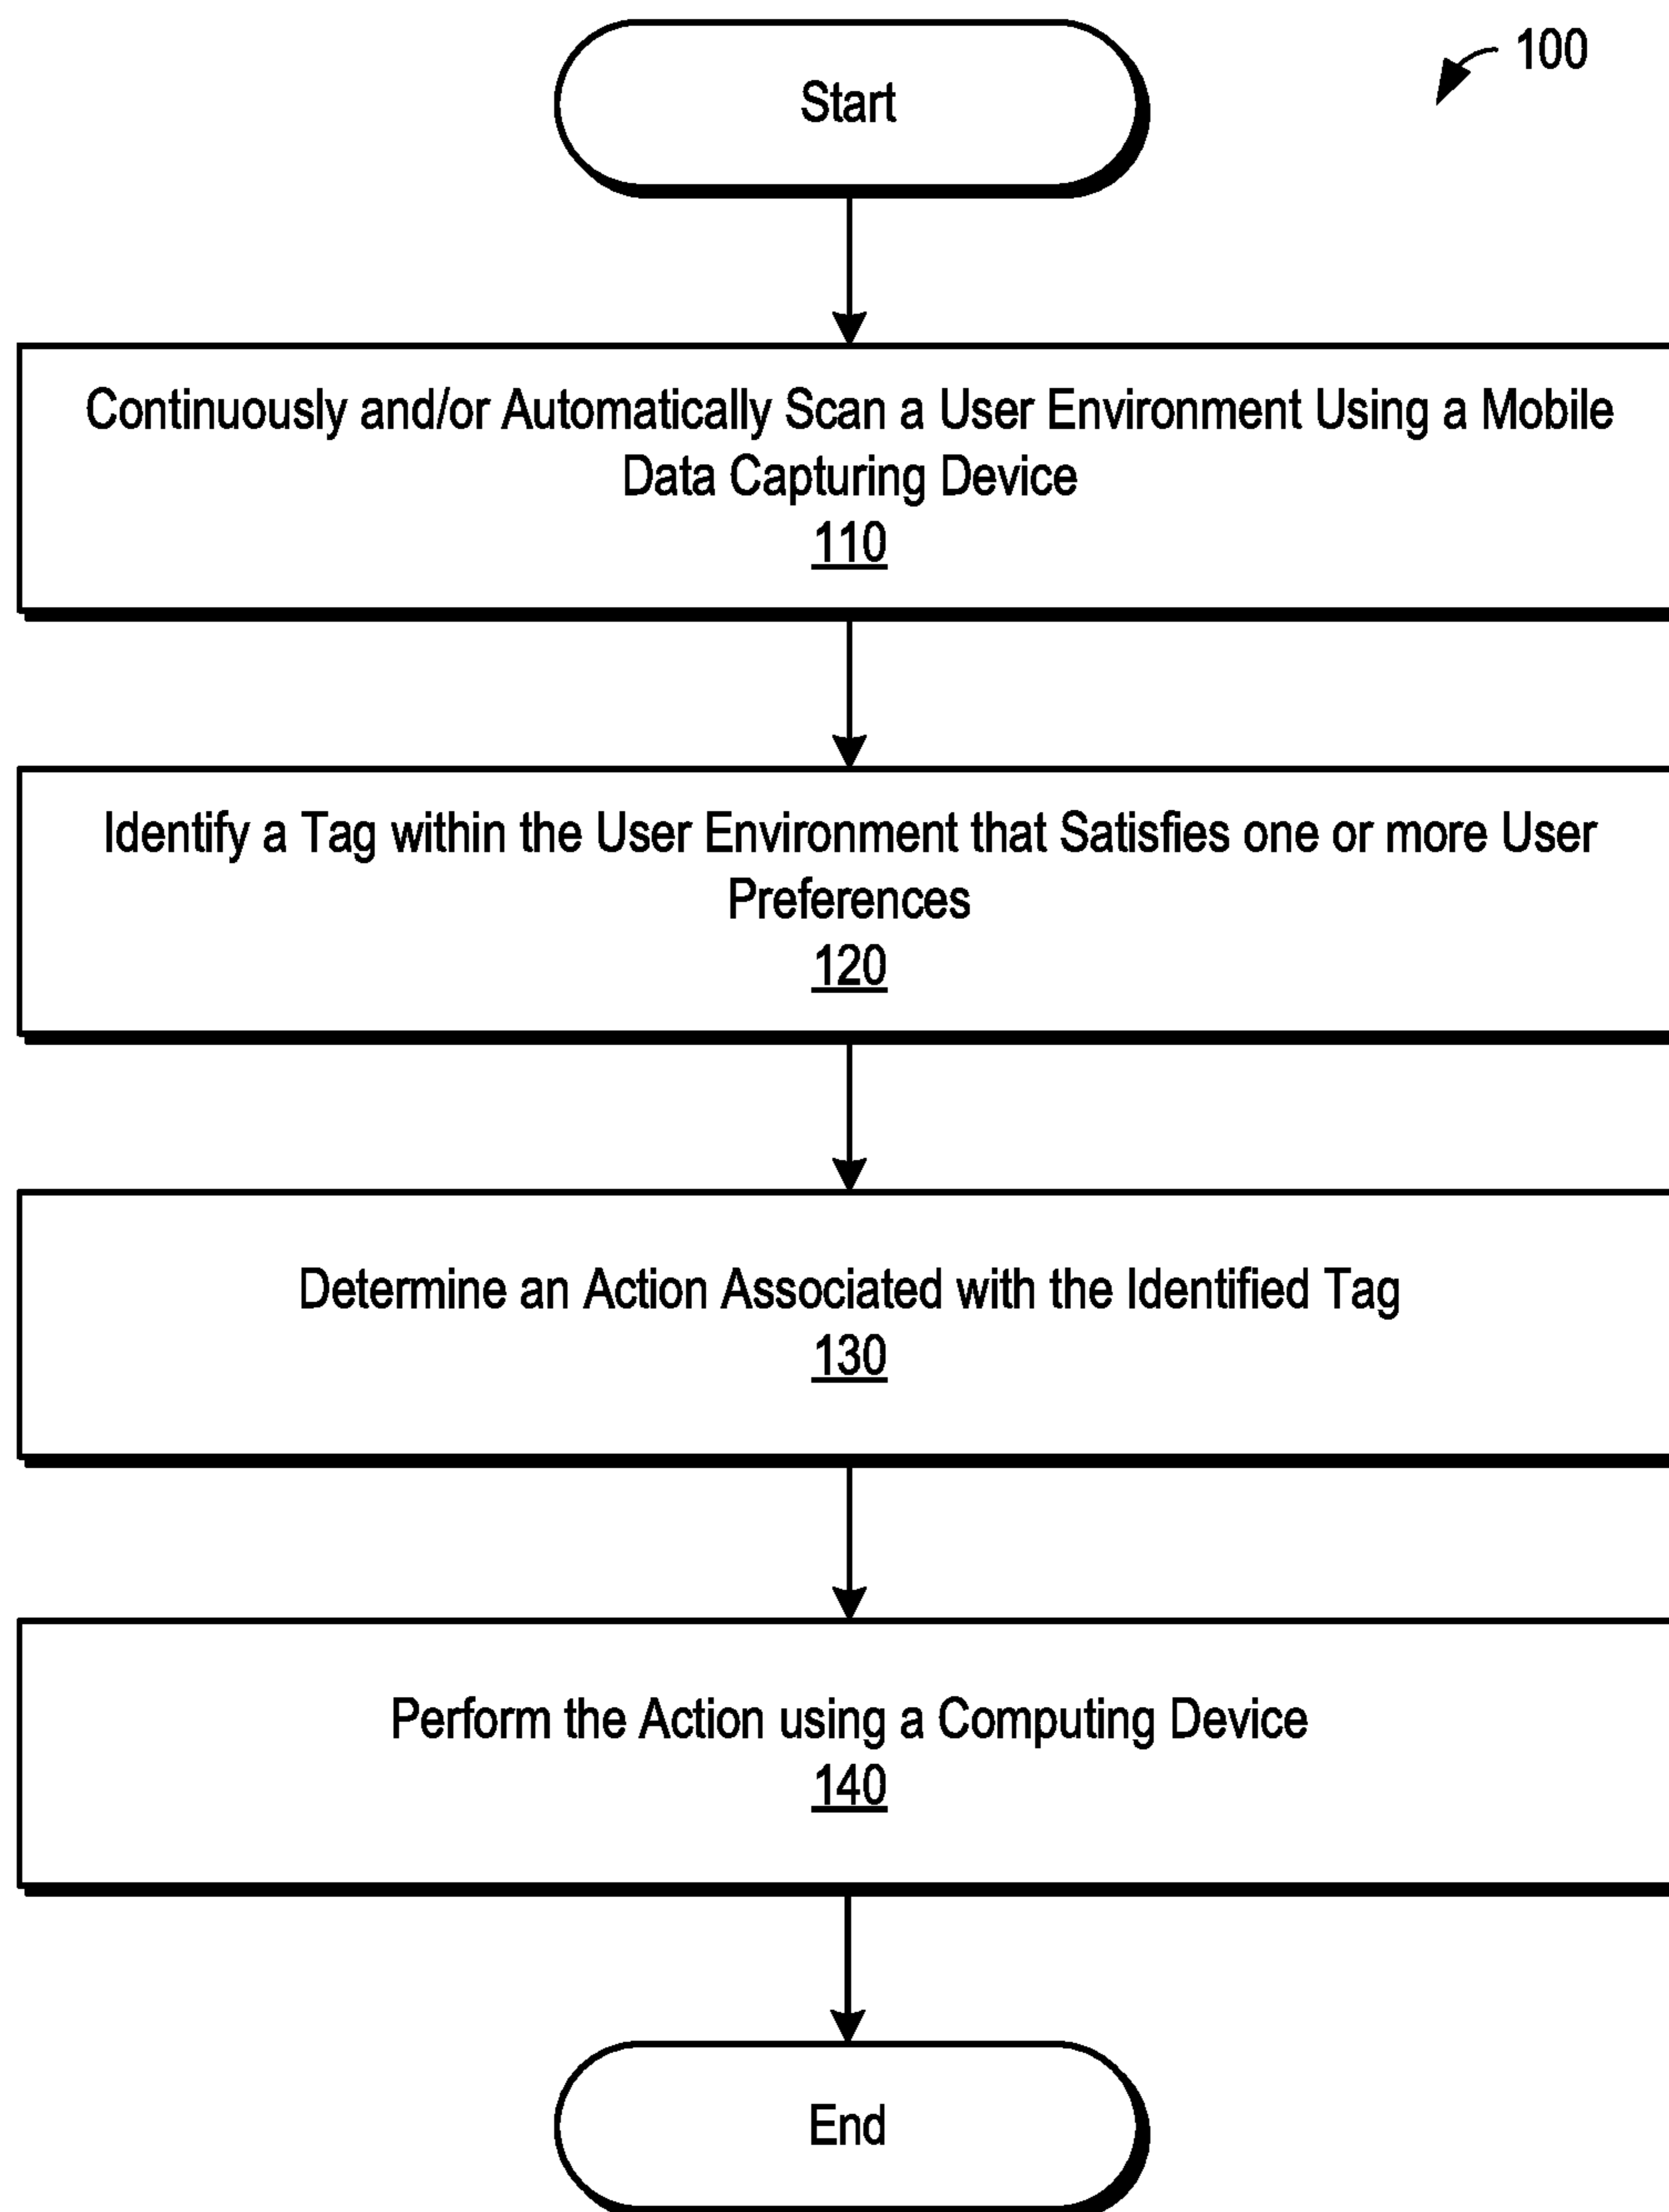 Start
100
Continuously and/or Automatically Scan a User Environment Using a Mobile
Data Capturing Device
110
Identify a Tag within the User Environment that Satisfies one or more User
Preferences
120
Determine an Action Associated with the Identified Tag
130
Perform the Action using a Computing Device
140
End